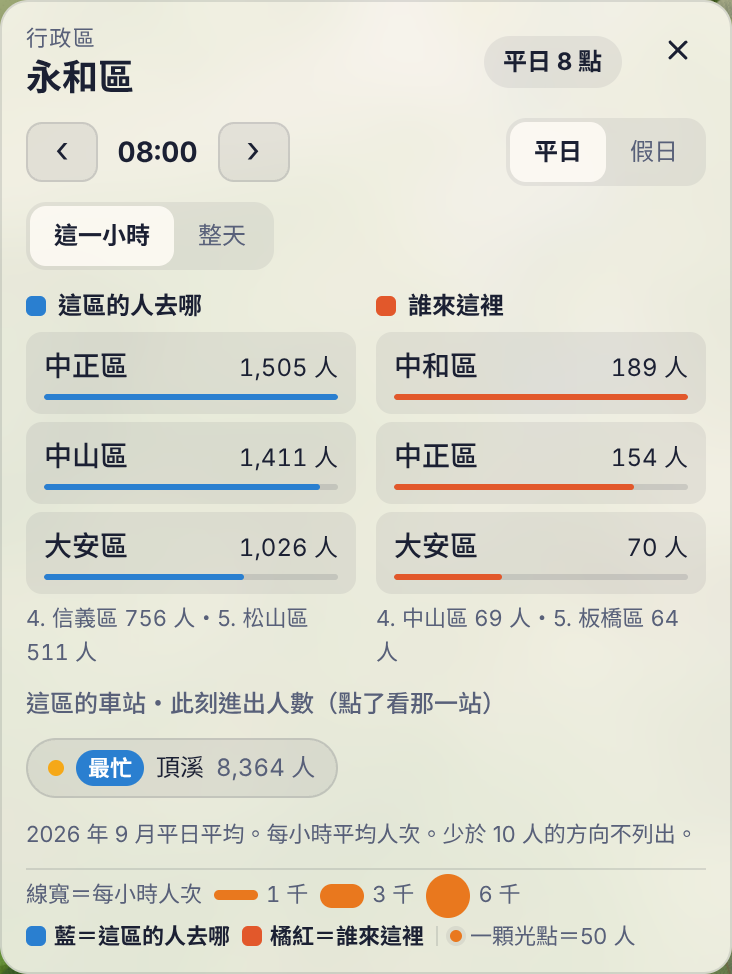 行政區
永和區
平日 8 點
08:00
平日 假日
這一小時 整天
這區的人去哪
中正區 1,505 人
中山區 1,411 人
大安區 1,026 人
4. 信義區 756 人・5. 松山區
511 人
誰來這裡
中和區 189 人
中正區 154 人
大安區 70 人
4. 中山區 69 人・5. 板橋區 64
人
這區的車站・此刻進出人數（點了看那一站）
最忙 頂溪 8,364 人
2026 年 9 月平日平均。每小時平均人次。少於 10 人的方向不列出。
線寬＝每小時人次 1 千 3 千 6 千
藍＝這區的人去哪 橘紅＝誰來這裡 一顆光點＝50 人